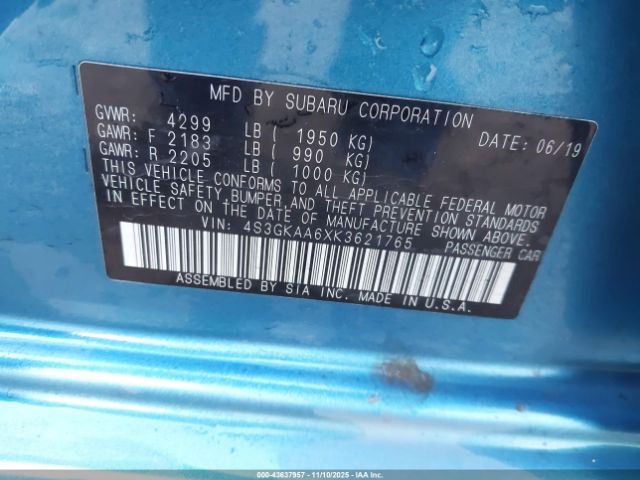 MFD BY SUBARU CORPORATION
DATE: 06/19
GVWR: 4299 LB ( 1950 KG)
GAWR: F 2183 LB ( 990 KG)
GAWR: R 2205 LB ( 1000 KG)
THIS VEHICLE CONFORMS TO ALL APPLICABLE FEDERAL MOTOR
VEHICLE SAFETY,BUMPER,AND THEFT PREVENTION STANDARDS
IN EFFECT ON THE DATE OF MANUFACTURE SHOWN ABOVE.
VIN: 4S3GKAA6XK3621765 PASSENGER CAR
ASSEMBLED BY SIA INC. MADE IN U.S.A.
000-43637957 - 11/10/2025 - IAAI.COM